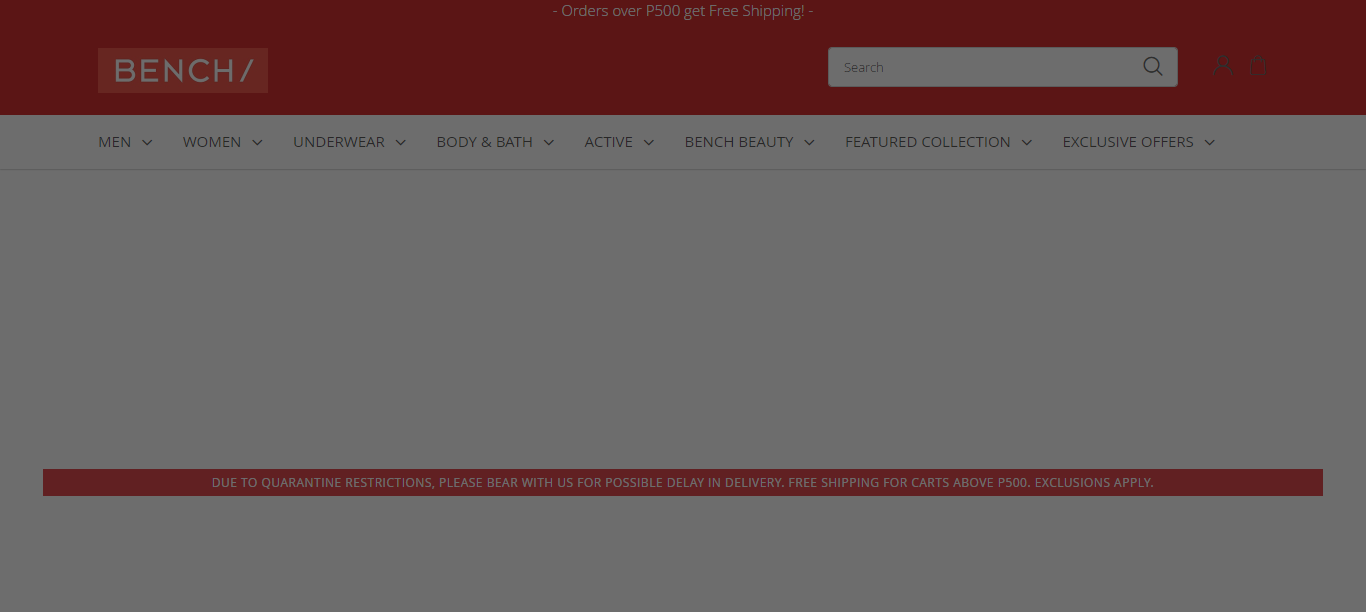 - Orders over P500 get Free Shipping! -
BENCH/
Search
MEN WOMEN UNDERWEAR BODY & BATH ACTIVE BENCH BEAUTY FEATURED COLLECTION EXCLUSIVE OFFERS
DUE TO QUARANTINE RESTRICTIONS, PLEASE BEAR WITH US FOR POSSIBLE DELAY IN DELIVERY. FREE SHIPPING FOR CARTS ABOVE P500. EXCLUSIONS APPLY.